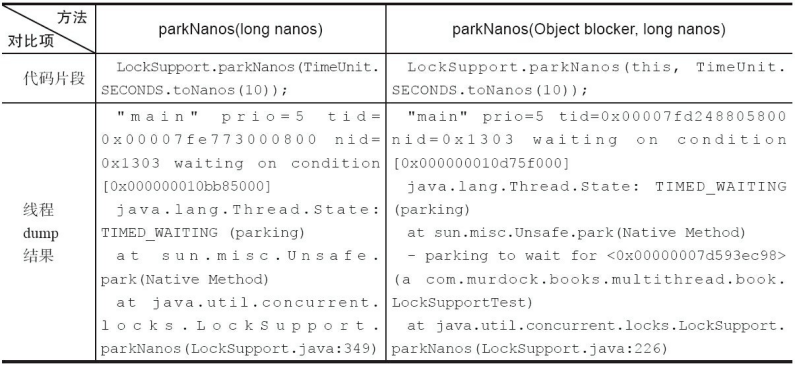 方法
对比项
parkNanos(long nanos)
parkNanos(Object blocker, long nanos)
代码片段
LockSupport.parkNanos(TimeUnit.
SECONDS.toNanos(10));
LockSupport.parkNanos(this, TimeUnit.
SECONDS.toNanos(10));
线程
dump
结果
"main" prio=5 tid=
0x00007fe773000800 nid=
0x1303 waiting on condition
[0x000000010bb85000]
java.lang.Thread.State:
TIMED_WAITING (parking)
at sun.misc.Unsafe.
park(Native Method)
at java.util.concurrent.
locks.LockSupport.
parkNanos(LockSupport.java:349)
"main" prio=5 tid=0x00007fd248805800
nid=0x1303 waiting on condition
[0x000000010d75f000]
java.lang.Thread.State: TIMED_WAITING
(parking)
at sun.misc.Unsafe.park(Native Method)
- parking to wait for <0x00000007d593ec98>
(a com.murdock.books.multithread.book.
LockSupportTest)
at java.util.concurrent.locks.LockSupport.
parkNanos(LockSupport.java:226)